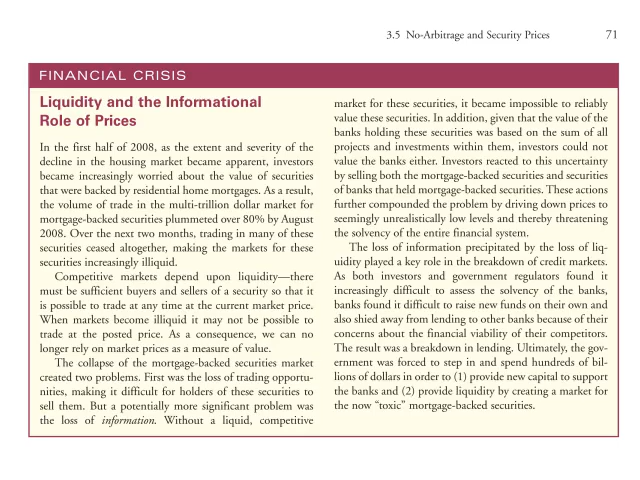 3.5 No-Arbitrage and Security Prices 71
FINANCIAL CRISIS
Liquidity and the Informational
Role of Prices
In the first half of 2008, as the extent and severity of the
decline in the housing market became apparent, investors
became increasingly worried about the value of securities
that were backed by residential home mortgages. As a result,
the volume of trade in the multi-trillion dollar market for
mortgage-backed securities plummeted over 80% by August
2008. Over the next two months, trading in many of these
securities ceased altogether, making the markets for these
securities increasingly illiquid.
Competitive markets depend upon liquidity—there
must be sufficient buyers and sellers of a security so that it
is possible to trade at any time at the current market price.
When markets become illiquid it may not be possible to
trade at the posted price. As a consequence, we can no
longer rely on market prices as a measure of value.
The collapse of the mortgage-backed securities market
created two problems. First was the loss of trading opportu-
nities, making it difficult for holders of these securities to
sell them. But a potentially more significant problem was
the loss of information. Without a liquid, competitive
market for these securities, it became impossible to reliably
value these securities. In addition, given that the value of the
banks holding these securities was based on the sum of all
projects and investments within them, investors could not
value the banks either. Investors reacted to this uncertainty
by selling both the mortgage-backed securities and securities
of banks that held mortgage-backed securities. These actions
further compounded the problem by driving down prices to
seemingly unrealistically low levels and thereby threatening
the solvency of the entire financial system.
The loss of information precipitated by the loss of liq-
uidity played a key role in the breakdown of credit markets.
As both investors and government regulators found it
increasingly difficult to assess the solvency of the banks,
banks found it difficult to raise new funds on their own and
also shied away from lending to other banks because of their
concerns about the financial viability of their competitors.
The result was a breakdown in lending. Ultimately, the gov-
ernment was forced to step in and spend hundreds of bil-
lions of dollars in order to (1) provide new capital to support
the banks and (2) provide liquidity by creating a market for
the now “toxic” mortgage-backed securities.